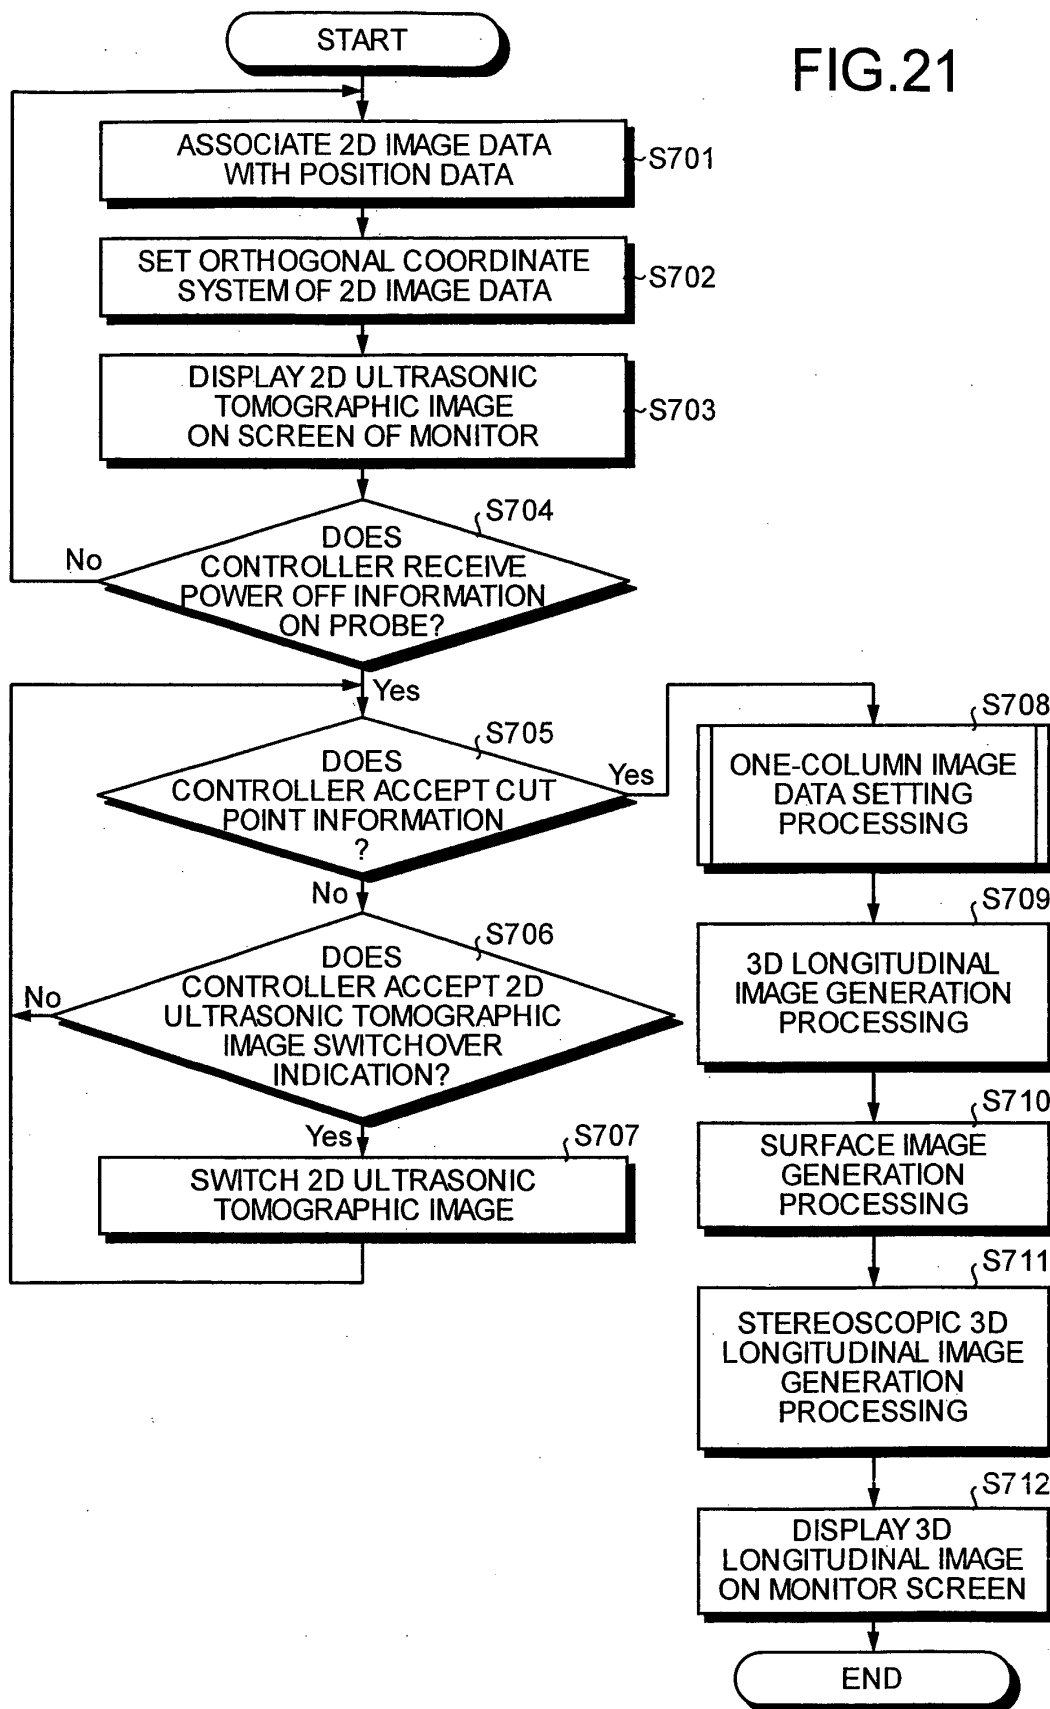 START
FIG.21
ASSOCIATE 2D IMAGE DATA
WITH POSITION DATA
S701
SET ORTHOGONAL COORDINATE
SYSTEM OF 2D IMAGE DATA
S702
DISPLAY 2D ULTRASONIC
TOMOGRAPHIC IMAGE
ON SCREEN OF MONITOR
S703
S704
DOES
CONTROLLER RECEIVE
POWER OFF INFORMATION
ON PROBE?
No
Yes
S705
DOES
CONTROLLER ACCEPT CUT
POINT INFORMATION
?
Yes
No
S706
DOES
CONTROLLER ACCEPT 2D
ULTRASONIC TOMOGRAPHIC
IMAGE SWITCHOVER
INDICATION?
No
Yes
S707
SWITCH 2D ULTRASONIC
TOMOGRAPHIC IMAGE
S708
ONE-COLUMN IMAGE
DATA SETTING
PROCESSING
S709
3D LONGITUDINAL
IMAGE GENERATION
PROCESSING
S710
SURFACE IMAGE
GENERATION
PROCESSING
S711
STEREOSCOPIC 3D
LONGITUDINAL IMAGE
GENERATION
PROCESSING
S712
DISPLAY 3D
LONGITUDINAL IMAGE
ON MONITOR SCREEN
END